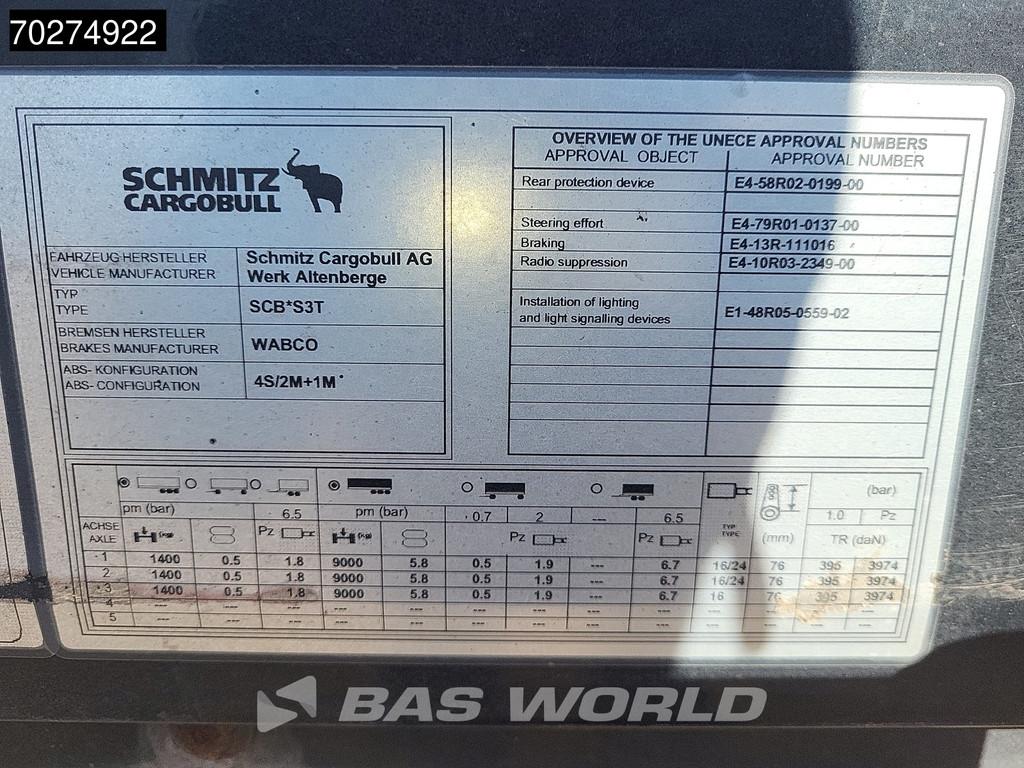 70274922
SCHMITZ
CARGOBULL
FAHRZEUG HERSTELLER
VEHICLE MANUFACTURER
Schmitz Cargobull AG
Werk Altenberge
TYP
TYPE
SCB*S3T
BREMSEN HERSTELLER
BRAKES MANUFACTURER
WABCO
ABS- KONFIGURATION
ABS- CONFIGURATION
4S/2M+1M
OVERVIEW OF THE UNECE APPROVAL NUMBERS
APPROVAL OBJECT APPROVAL NUMBER
Rear protection device E4-58R02-0199-00
Steering effort E4-79R01-0137-00
Braking E4-13R-111016
Radio suppression E4-10R03-2349-00
Installation of lighting
and light signalling devices
E1-48R05-0559-02
(bar)
pm (bar) 6.5 pm (bar) 0.7 2 --- 6.5 1.0 Pz
ACHSE
AXLE
(kg) Pz (kg) Pz Pz
TYP
TYPE
(mm) TR (daN)
1 1400 0.5 1.8 9000 5.8 0.5 1.9 --- 6.7 16/24 76 395 3974
2 1400 0.5 1.8 9000 5.8 0.5 1.9 --- 6.7 16/24 76 395 3974
3 1400 0.5 1.8 9000 5.8 0.5 1.9 --- 6.7 16 76 395 3974
4 --- --- --- --- --- --- --- --- --- --- --- --- ---
5 --- --- --- --- --- --- --- --- --- --- --- --- ---
BAS WORLD